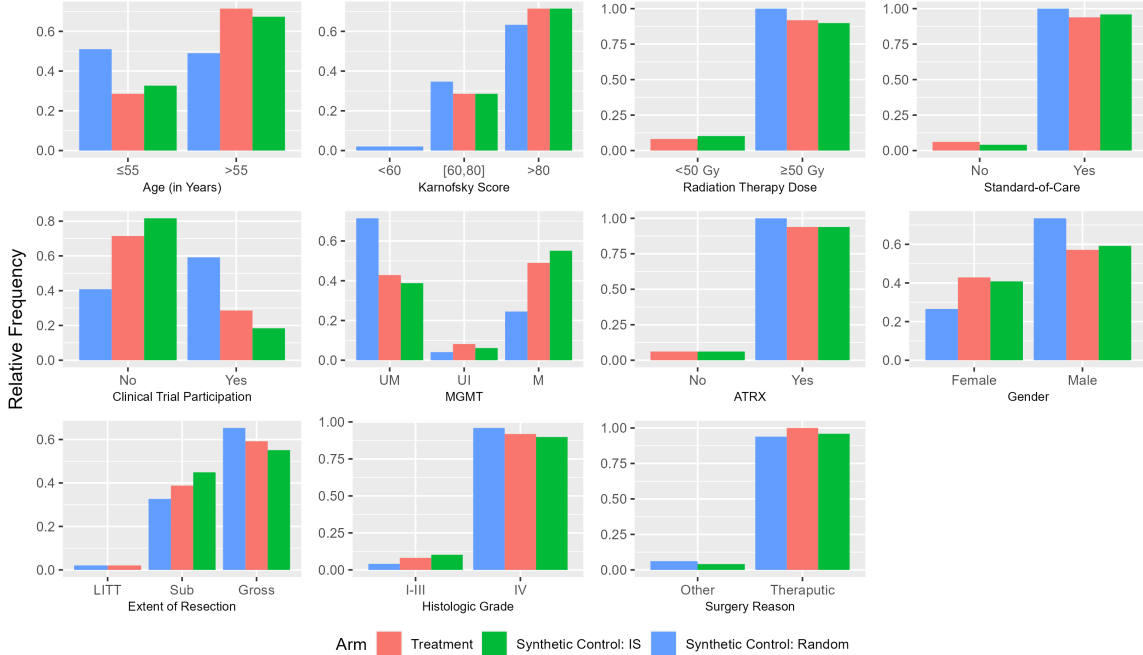 0.6
0.4
0.2
0.0
≤55 >55
Age (in Years)
0.6
0.4
0.2
0.0
<60 [60,80] >80
Karnofsky Score
1.00
0.75
0.50
0.25
0.00
<50 Gy ≥50 Gy
Radiation Therapy Dose
1.00
0.75
0.50
0.25
0.00
No Yes
Standard-of-Care
Relative Frequency
0.8
0.6
0.4
0.2
0.0
No Yes
Clinical Trial Participation
0.6
0.4
0.2
0.0
UM UI M
MGMT
1.00
0.75
0.50
0.25
0.00
No Yes
ATRX
0.6
0.4
0.2
0.0
Female Male
Gender
0.6
0.4
0.2
0.0
LITT Sub Gross
Extent of Resection
1.00
0.75
0.50
0.25
0.00
I-III IV
Histologic Grade
1.00
0.75
0.50
0.25
0.00
Other Theraputic
Surgery Reason
Arm Treatment Synthetic Control: IS Synthetic Control: Random